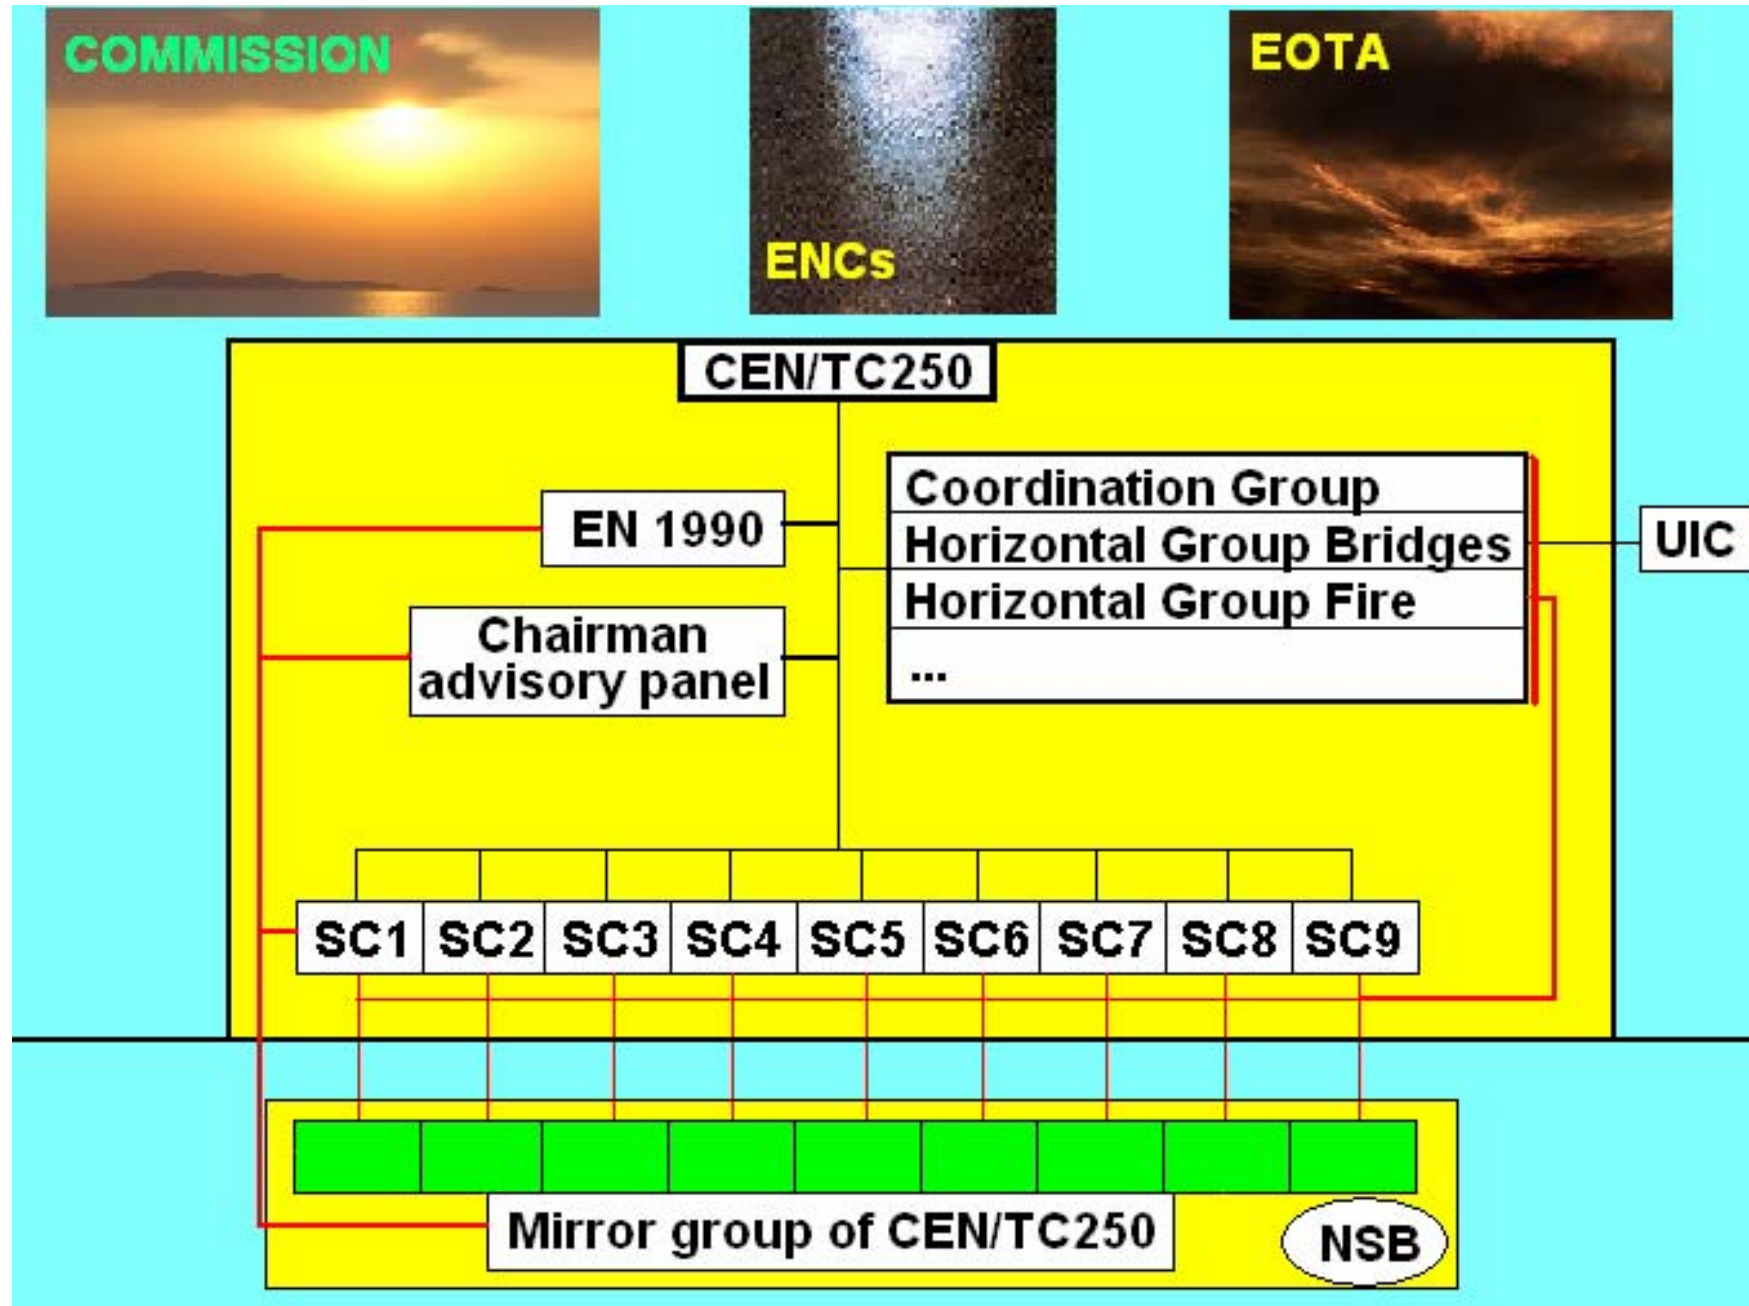 COMMISSION
ENCs
EOTA
CEN/TC250
EN 1990
Chairman
advisory panel
Coordination Group
Horizontal Group Bridges
Horizontal Group Fire
...
UIC
SC1 SC2 SC3 SC4 SC5 SC6 SC7 SC8 SC9
Mirror group of CEN/TC250
NSB